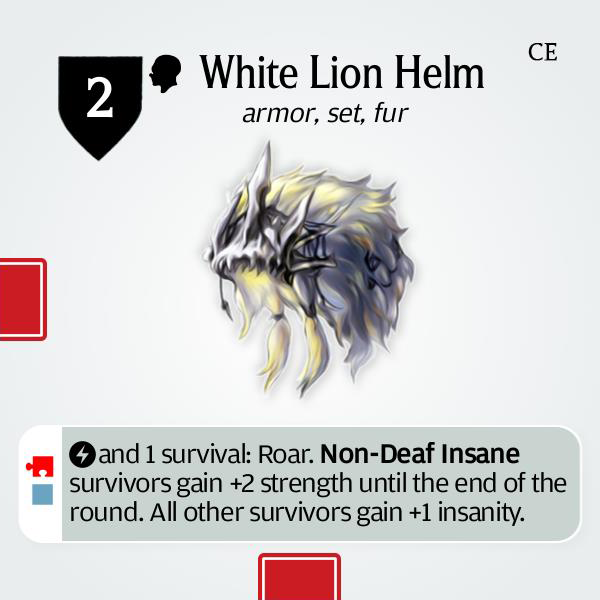 CE
2
White Lion Helm
armor, set, fur
and 1 survival: Roar. Non-Deaf Insane
survivors gain +2 strength until the end of the
round. All other survivors gain +1 insanity.